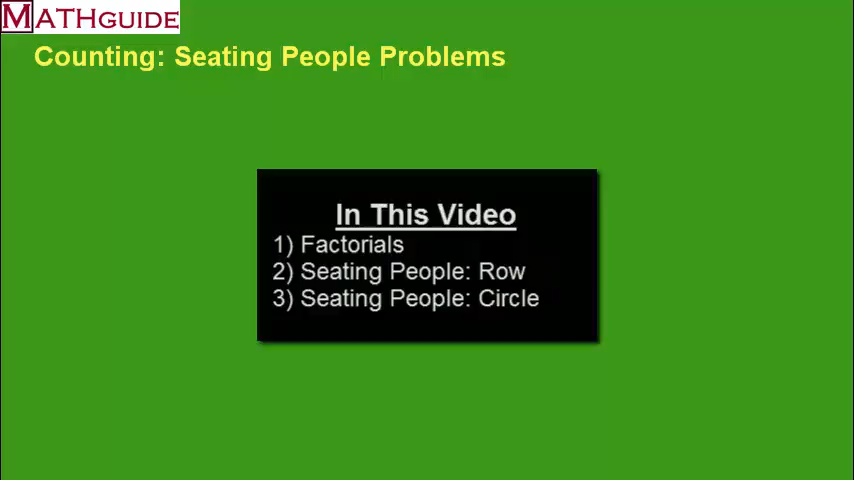 MATHGUIDE
Counting: Seating People Problems
In This Video
1) Factorials
2) Seating People: Row
3) Seating People: Circle